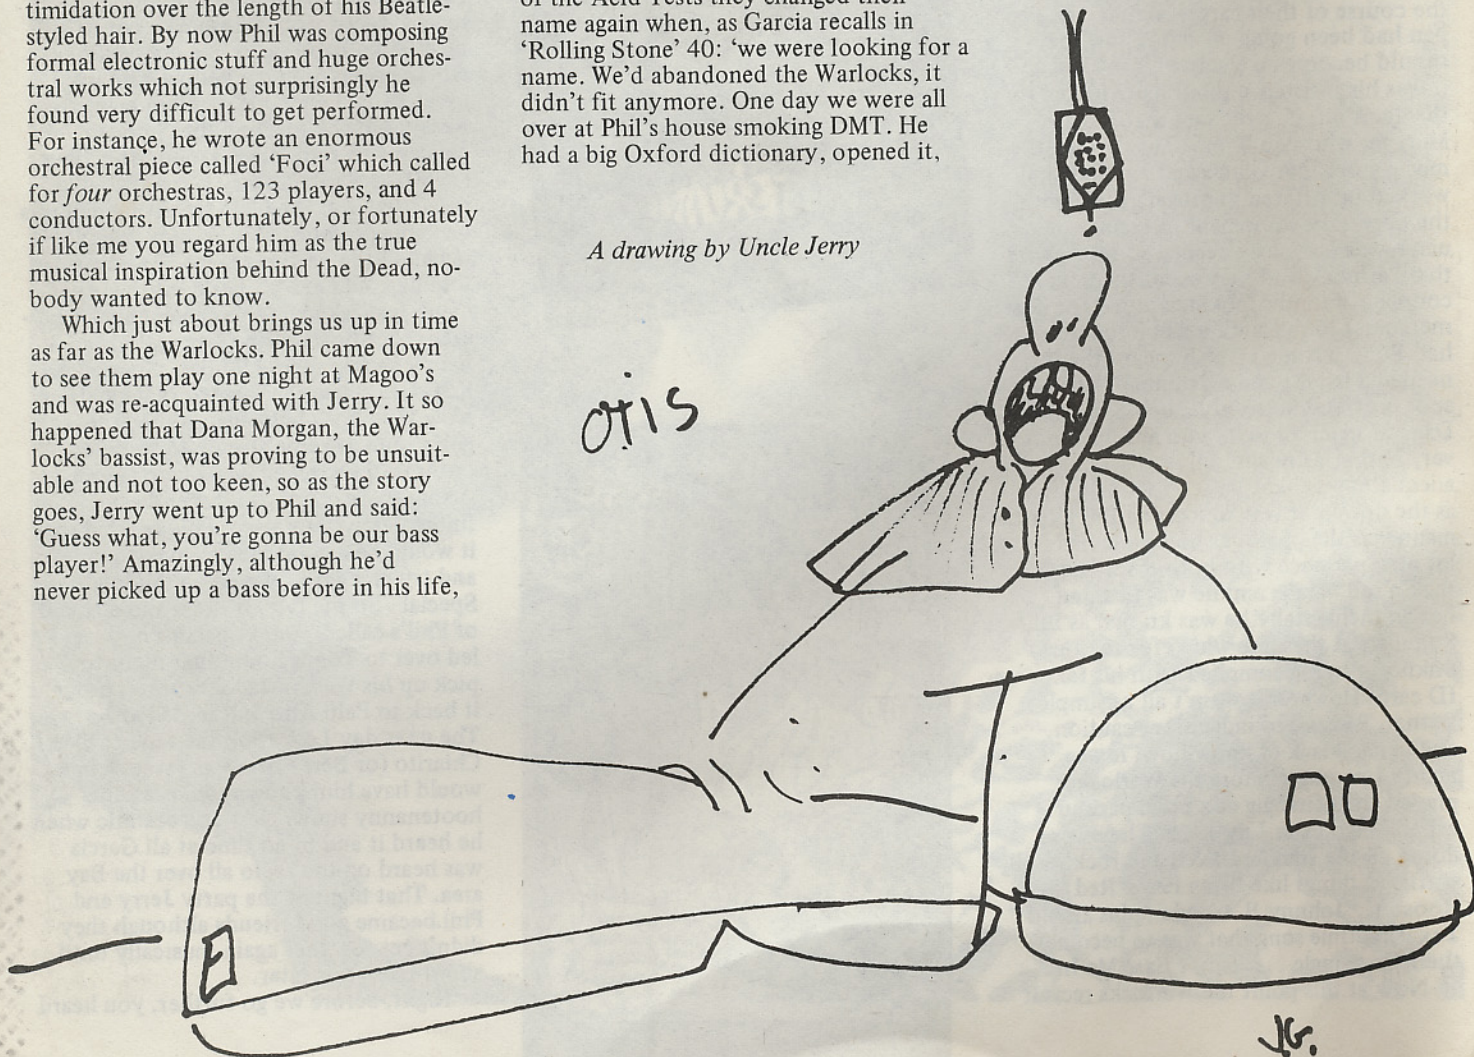 timidation over the length of his Beatle-
styled hair. By now Phil was composing
formal electronic stuff and huge orches-
tral works which not surprisingly he
found very difficult to get performed.
For instance, he wrote an enormous
orchestral piece called ‘Foci’ which called
for four orchestras, 123 players, and 4
conductors. Unfortunately, or fortunately
if like me you regard him as the true
musical inspiration behind the Dead, no-
body wanted to know.
Which just about brings us up in time
as far as the Warlocks. Phil came down
to see them play one night at Magoo’s
and was re-acquainted with Jerry. It so
happened that Dana Morgan, the War-
locks’ bassist, was proving to be unsuit-
able and not too keen, so as the story
goes, Jerry went up to Phil and said:
‘Guess what, you’re gonna be our bass
player!’ Amazingly, although he’d
never picked up a bass before in his life,
of the Acid Tests they changed their
name again when, as Garcia recalls in
‘Rolling Stone’ 40: ‘we were looking for a
name. We’d abandoned the Warlocks, it
didn’t fit anymore. One day we were all
over at Phil’s house smoking DMT. He
had a big Oxford dictionary, opened it,
A drawing by Uncle Jerry
OTIS
J.G.